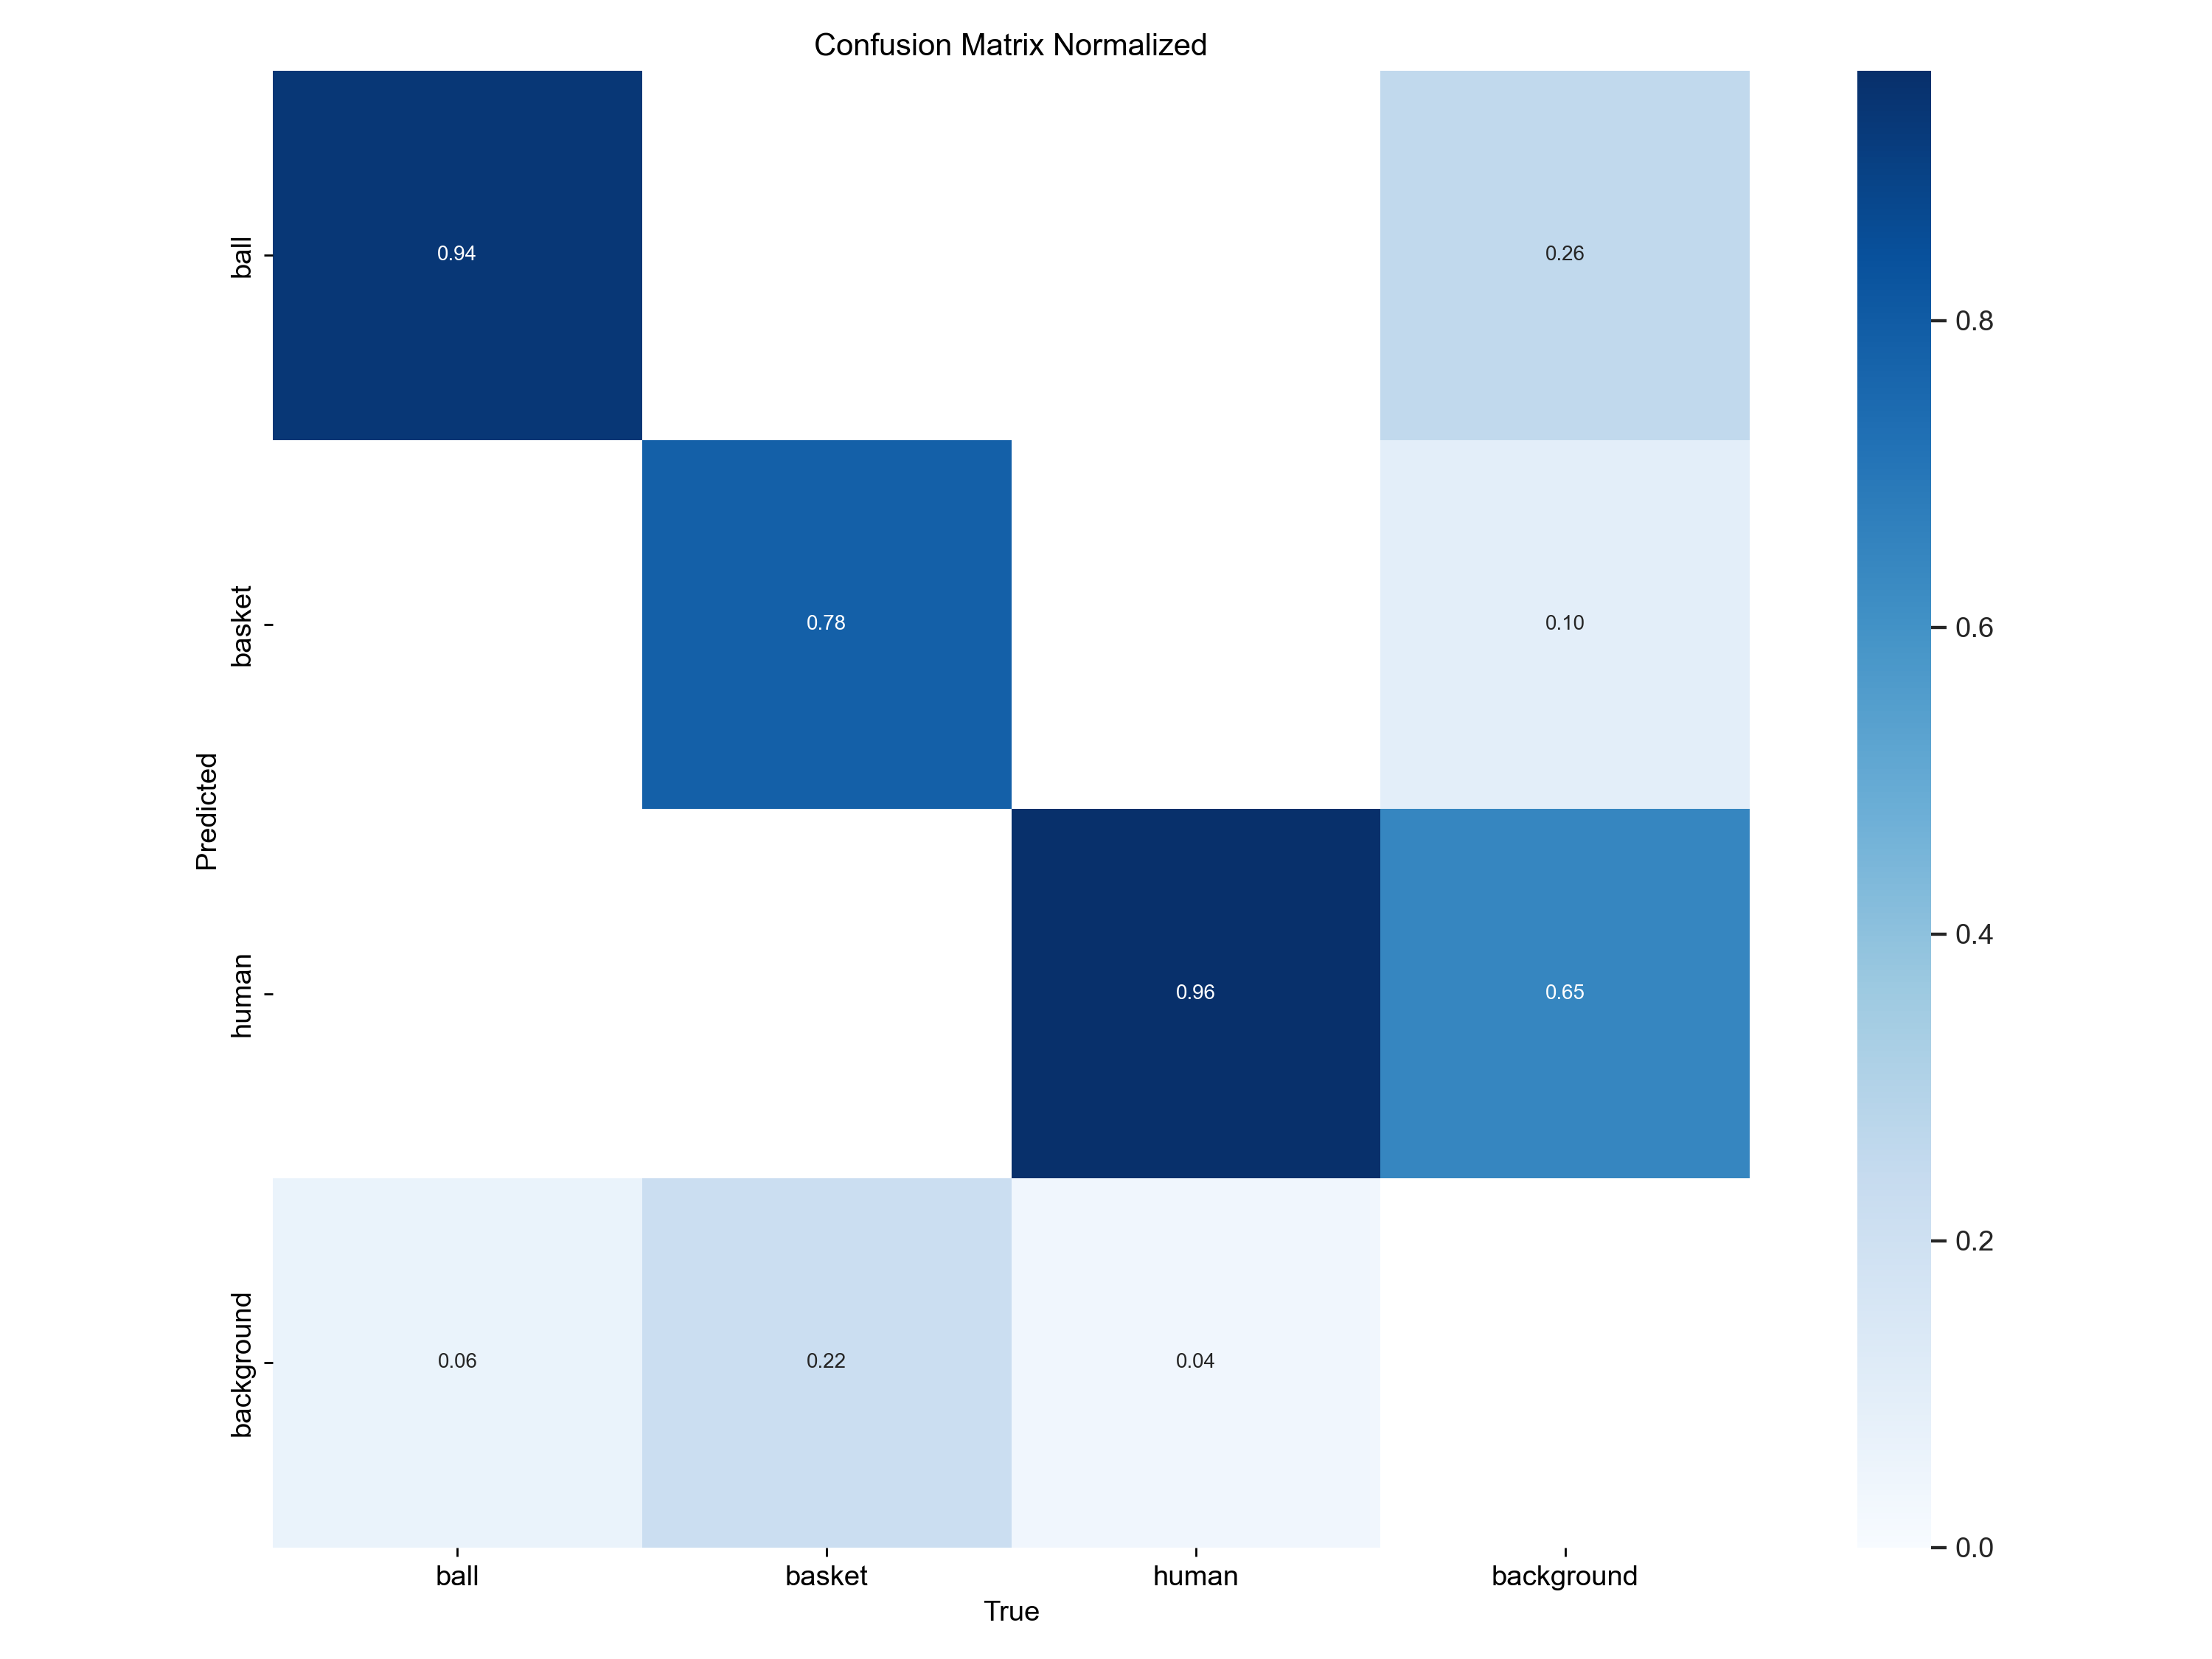 Confusion Matrix Normalized
ball
0.94
0.26
basket
0.78
0.10
human
0.96
0.65
background
0.06
0.22
0.04
Predicted
ball
basket
human
background
True
0.8
0.6
0.4
0.2
0.0